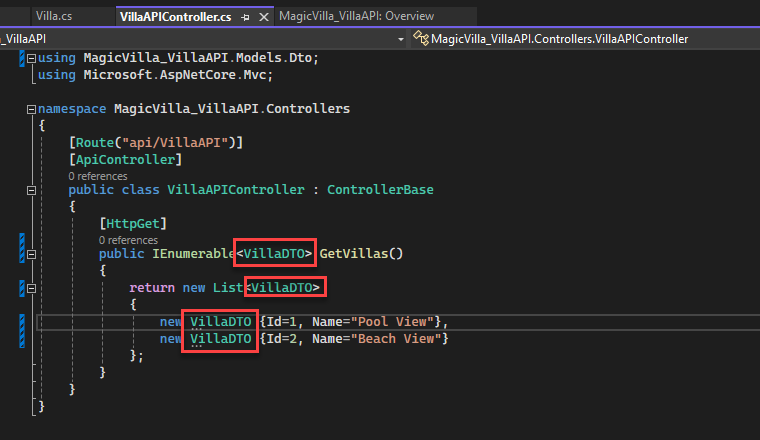 Villa.cs
VillaAPIController.cs
MagicVilla_VillaAPI: Overview
_VillaAPI
MagicVilla_VillaAPI.Controllers.VillaAPIController
using MagicVilla_VillaAPI.Models.Dto;
using Microsoft.AspNetCore.Mvc;
namespace MagicVilla_VillaAPI.Controllers
{
[Route("api/VillaAPI")]
[ApiController]
0 references
public class VillaAPIController : ControllerBase
{
[HttpGet]
0 references
public IEnumerable<VillaDTO> GetVillas()
{
return new List<VillaDTO>
{
new VillaDTO {Id=1, Name="Pool View"},
new VillaDTO {Id=2, Name="Beach View"}
};
}
}
}